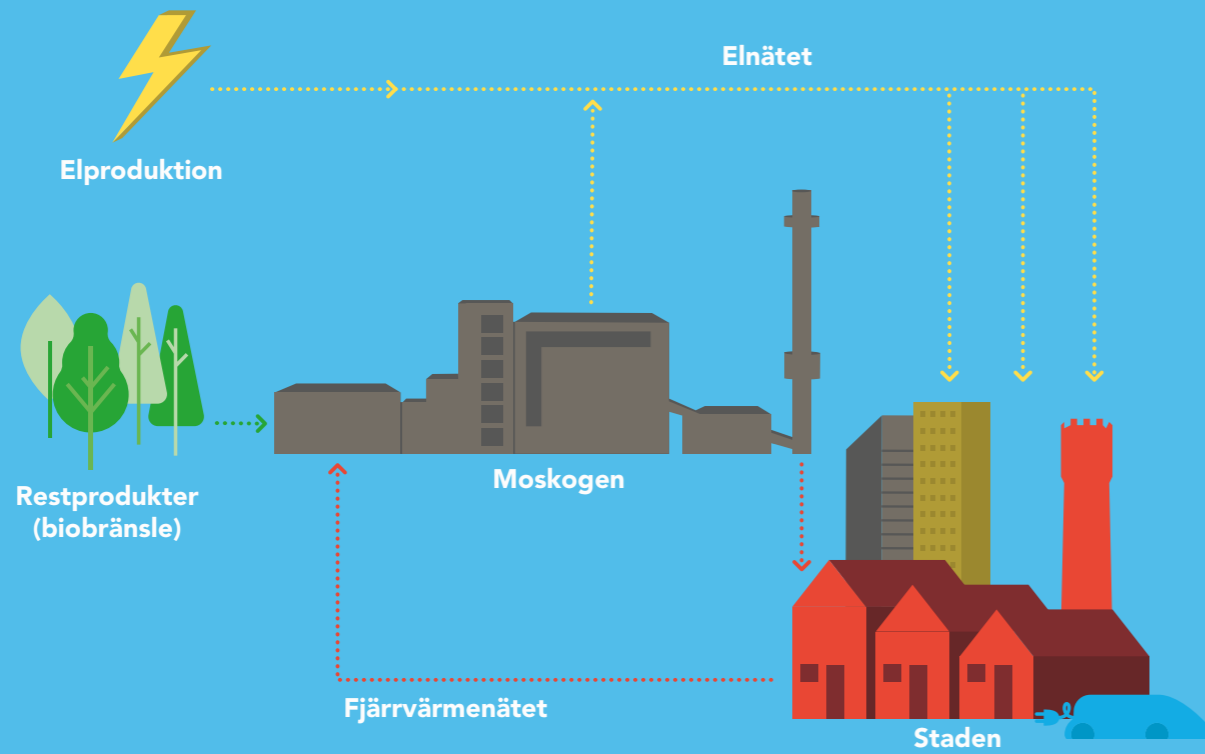 Elnätet
Elproduktion
Moskogen
Restprodukter
(biobränsle)
Fjärrvärmenätet
Staden